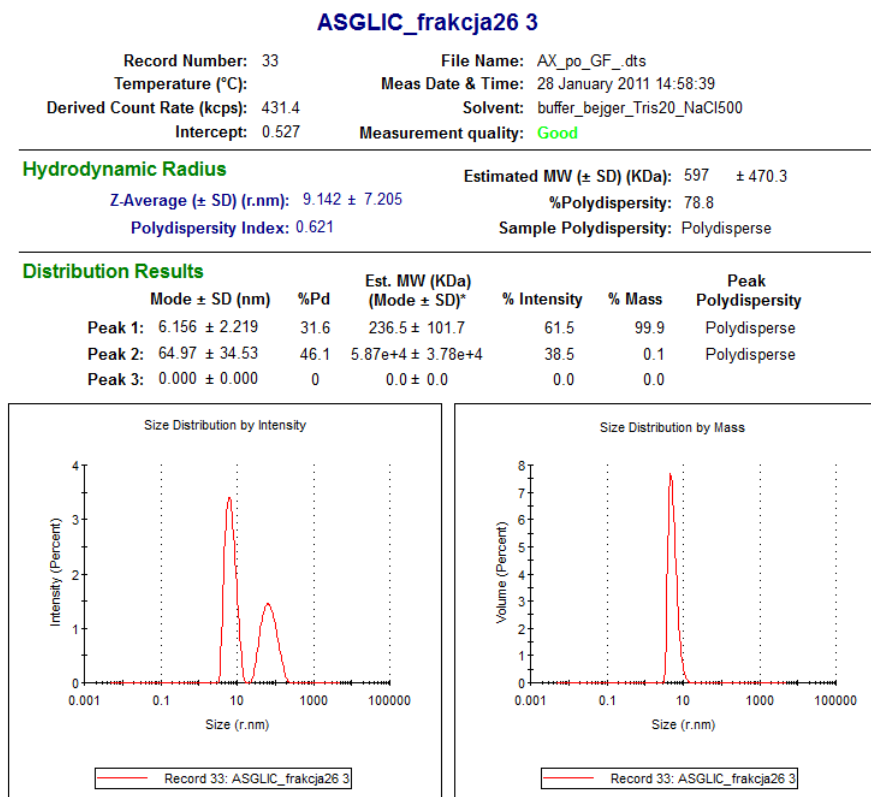 ASGLIC_frakcja26 3
Record Number: 33 File Name: AX_po_GF_.dts
Temperature (°C): Meas Date & Time: 28 January 2011 14:58:39
Derived Count Rate (kcps): 431.4 Solvent: buffer_bejger_Tris20_NaCl500
Intercept: 0.527 Measurement quality: Good
Hydrodynamic Radius Estimated MW (± SD) (KDa): 597 ± 470.3
Z-Average (± SD) (r.nm): 9.142 ± 7.205 %Polydispersity: 78.8
Polydispersity Index: 0.621 Sample Polydispersity: Polydisperse
Distribution Results
Mode ± SD (nm) %Pd Est. MW (KDa) (Mode ± SD)* % Intensity % Mass Peak Polydispersity
Peak 1: 6.156 ± 2.219 31.6 236.5 ± 101.7 61.5 99.9 Polydisperse
Peak 2: 64.97 ± 34.53 46.1 5.87e+4 ± 3.78e+4 38.5 0.1 Polydisperse
Peak 3: 0.000 ± 0.000 0 0.0 ± 0.0 0.0 0.0
Size Distribution by Intensity
Intensity (Percent)
4
3
2
1
0
0.001 0.1 10 1000 100000
Size (r.nm)
Record 33: ASGLIC_frakcja26 3
Size Distribution by Mass
Volume (Percent)
8
7
6
5
4
3
2
1
0
0.001 0.1 10 1000 100000
Size (r.nm)
Record 33: ASGLIC_frakcja26 3